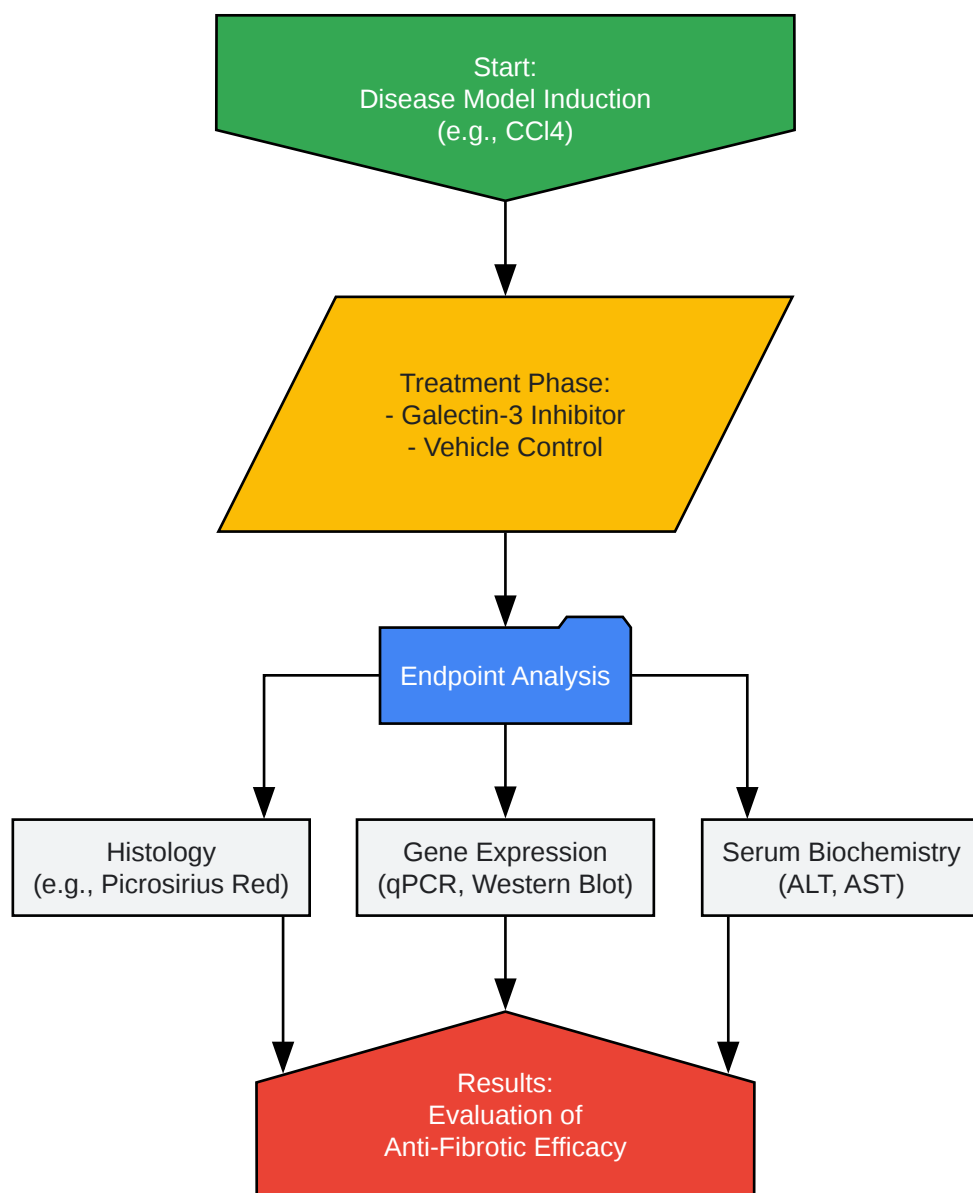 Start:
Disease Model Induction
(e.g., CCl4)
Treatment Phase:
- Galectin-3 Inhibitor
- Vehicle Control
Endpoint Analysis
Histology
(e.g., Picrosirius Red)
Gene Expression
(qPCR, Western Blot)
Serum Biochemistry
(ALT, AST)
Results:
Evaluation of
Anti-Fibrotic Efficacy